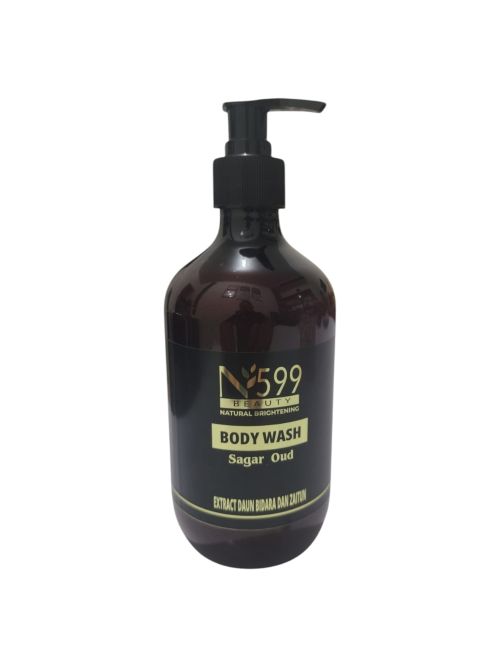 N599
BEAUTY
NATURAL BRIGHTENING
BODY WASH
Sagar Oud
EXTRACT DAUN BIDARA DAN ZAITUN